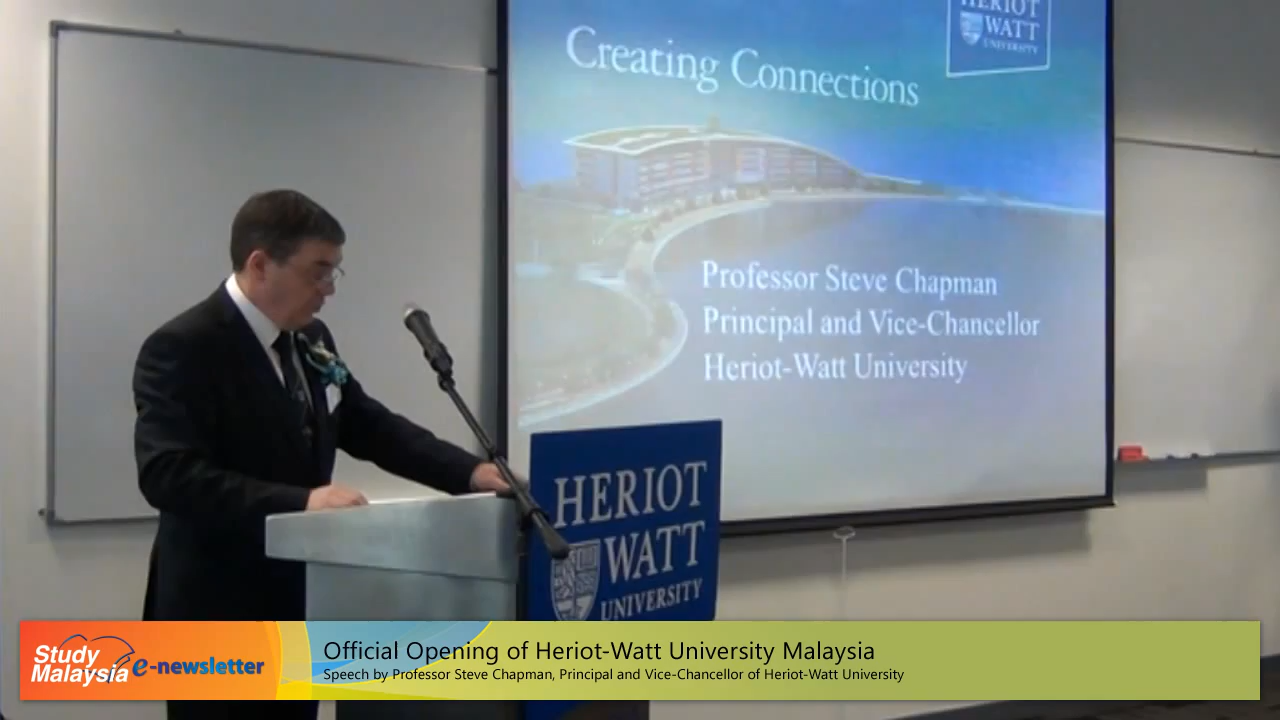 HERIOT
WATT
UNIVERSITY
Creating Connections
Professor Steve Chapman
Principal and Vice-Chancellor
Heriot-Watt University
HERIOT
WATT
UNIVERSITY
Study
Malaysia
e-newsletter
Official Opening of Heriot-Watt University Malaysia
Speech by Professor Steve Chapman, Principal and Vice-Chancellor of Heriot-Watt University